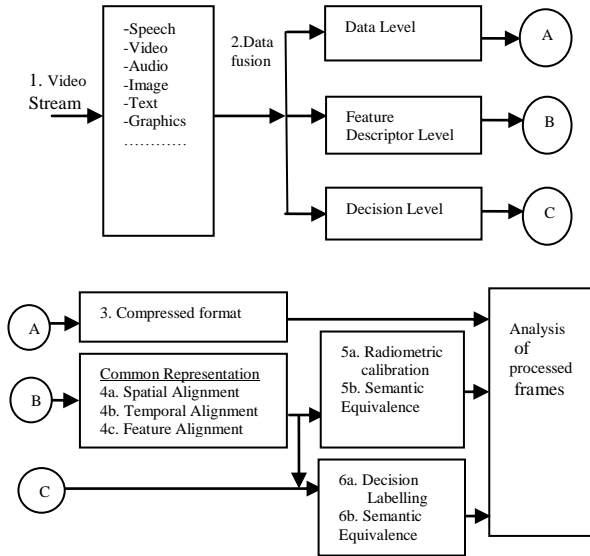 1. Video
Stream
-Speech
-Video
-Audio
-Image
-Text
-Graphics
…………
2.Data
fusion
Data Level
A
Feature
Descriptor Level
B
Decision Level
C
A
3. Compressed format
B
Common Representation
4a. Spatial Alignment
4b. Temporal Alignment
4c. Feature Alignment
5a. Radiometric
calibration
5b. Semantic
Equivalence
C
6a. Decision
Labelling
6b. Semantic
Equivalence
Analysis
of
processed
frames